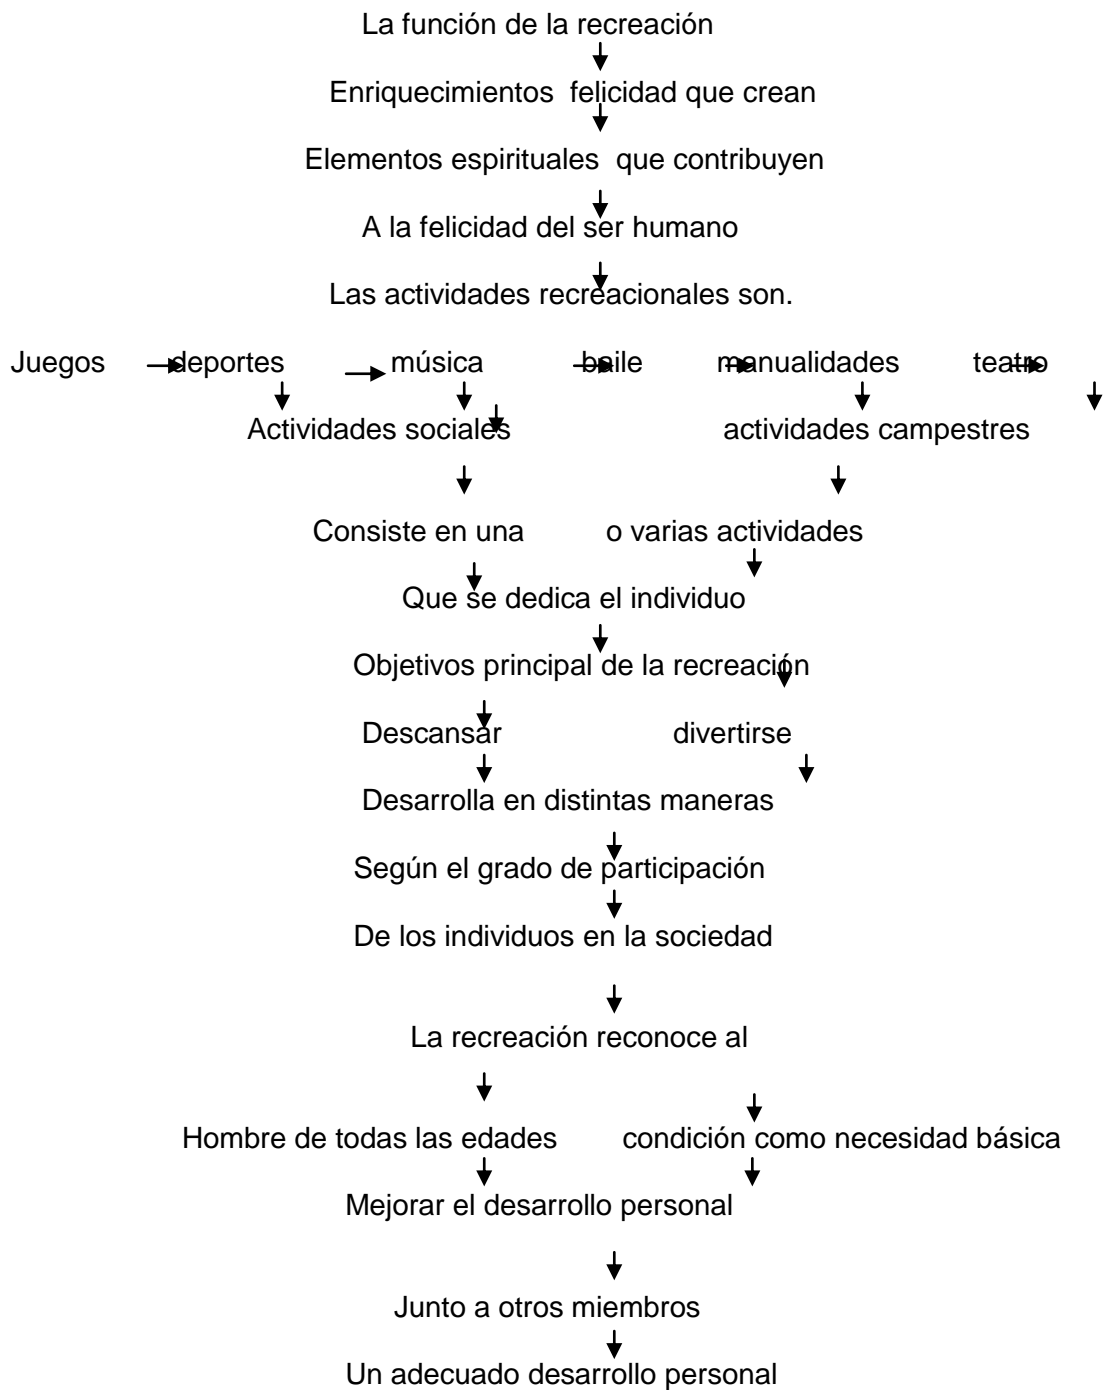 La función de la recreación
Enriquecimientos felicidad que crean
Elementos espirituales que contribuyen
A la felicidad del ser humano
Las actividades recreacionales son.
Juegos deportes música baile manualidades teatro
Actividades sociales actividades campestres
Consiste en una o varias actividades
Que se dedica el individuo
Objetivos principal de la recreación
Descansar divertirse
Desarrolla en distintas maneras
Según el grado de participación
De los individuos en la sociedad
La recreación reconoce al
Hombre de todas las edades condición como necesidad básica
Mejorar el desarrollo personal
Junto a otros miembros
Un adecuado desarrollo personal